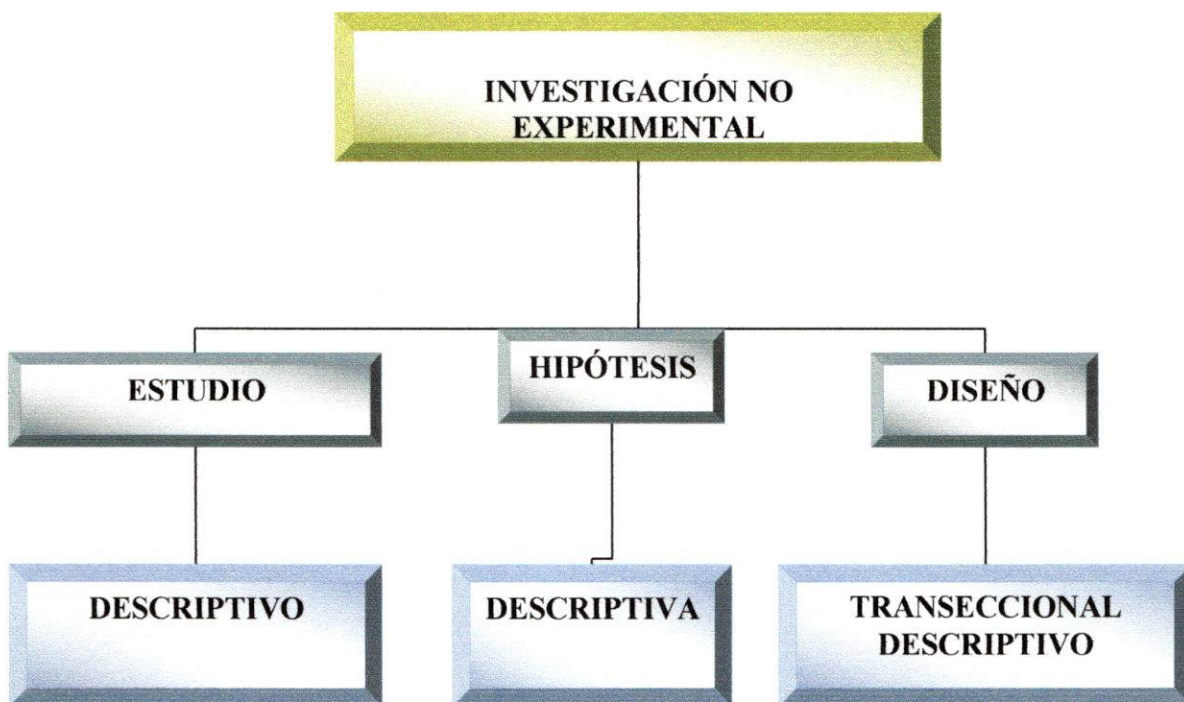 INVESTIGACIÓN NO
EXPERIMENTAL
ESTUDIO
HIPÓTESIS
DISEÑO
DESCRIPTIVO
DESCRIPTIVA
TRANSECCIONAL
DESCRIPTIVO